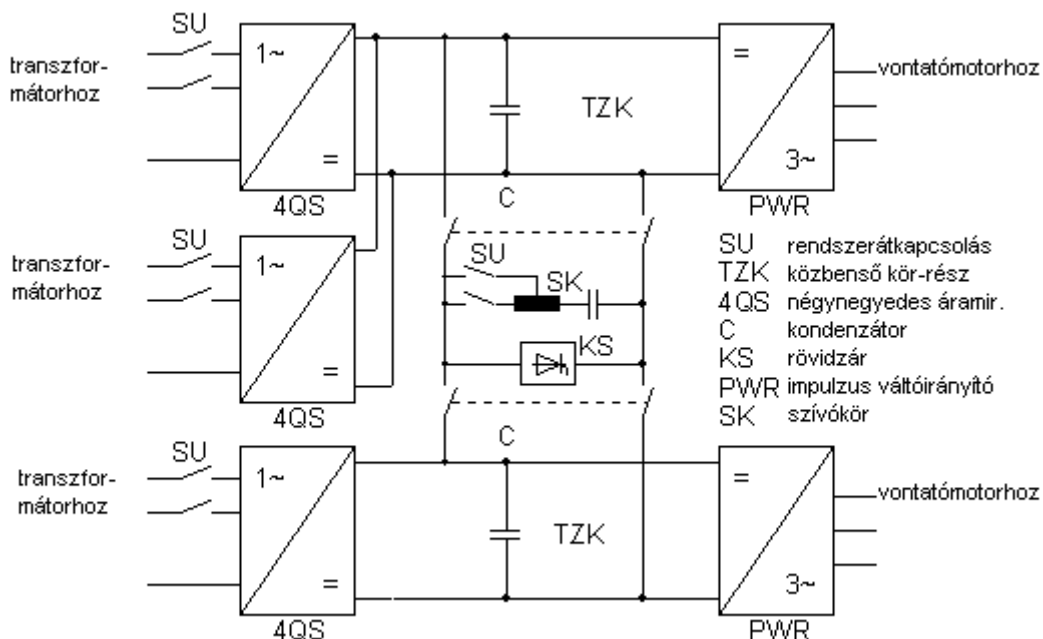 SU
transzfor-
mátorhoz
1~
=
4QS
TZK
C
=
3~
PWR
vontatómotorhoz
SU
transzfor-
mátorhoz
1~
=
4QS
SU
SK
KS
SU rendszerátkapcsolás
TZK közbenső kör-rész
4QS négynegyedes áramir.
C kondenzátor
KS rövidzár
PWR impulzus váltóirányító
SK szívókör
SU
transzfor-
mátorhoz
1~
=
4QS
C
TZK
=
3~
PWR
vontatómotorhoz